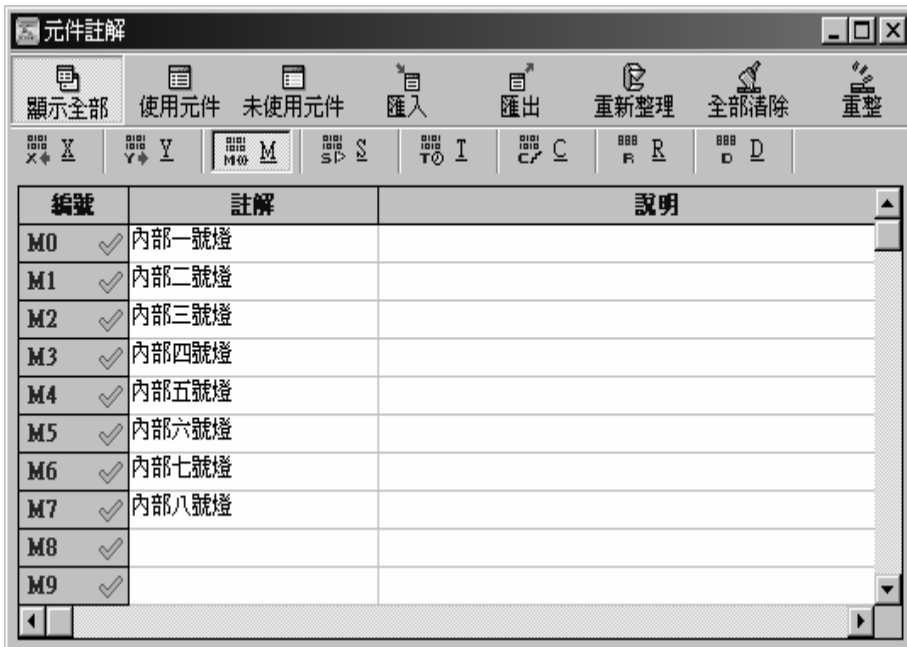 元件註解
顯示全部 使用元件 未使用元件 匯入 匯出 重新整理 全部清除 重整
X X Y Y M M S S T T C C R R D D
編號 註解 說明
M0 內部一號燈
M1 內部二號燈
M2 內部三號燈
M3 內部四號燈
M4 內部五號燈
M5 內部六號燈
M6 內部七號燈
M7 內部八號燈
M8
M9